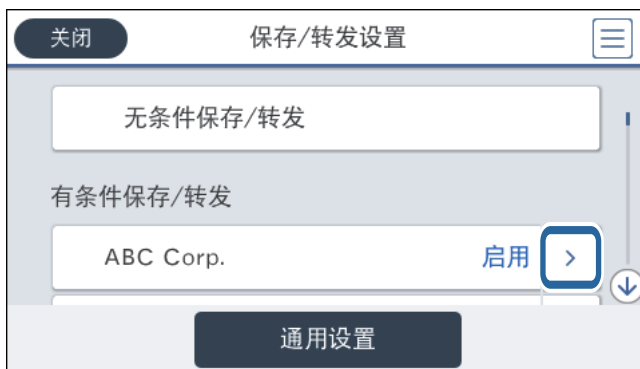 关闭
保存/转发设置
无条件保存/转发
有条件保存/转发
ABC Corp. 启用
通用设置